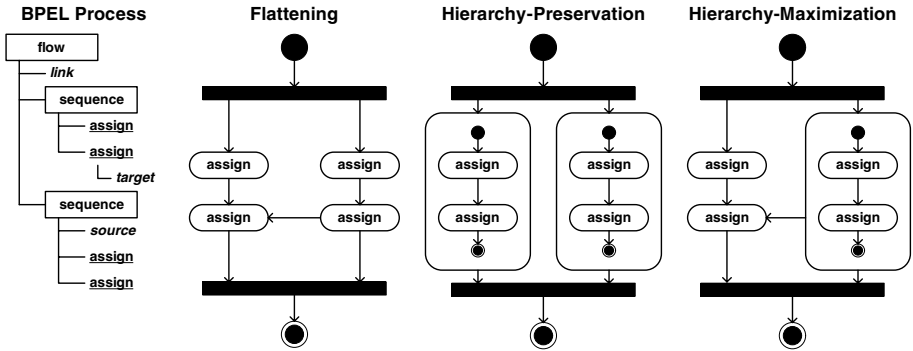 BPEL Process
flow
link
sequence
assign
assign
target
sequence
source
assign
assign
Flattening
assign
assign
assign
assign
Hierarchy-Preservation
assign
assign
assign
assign
Hierarchy-Maximization
assign
assign
assign
assign